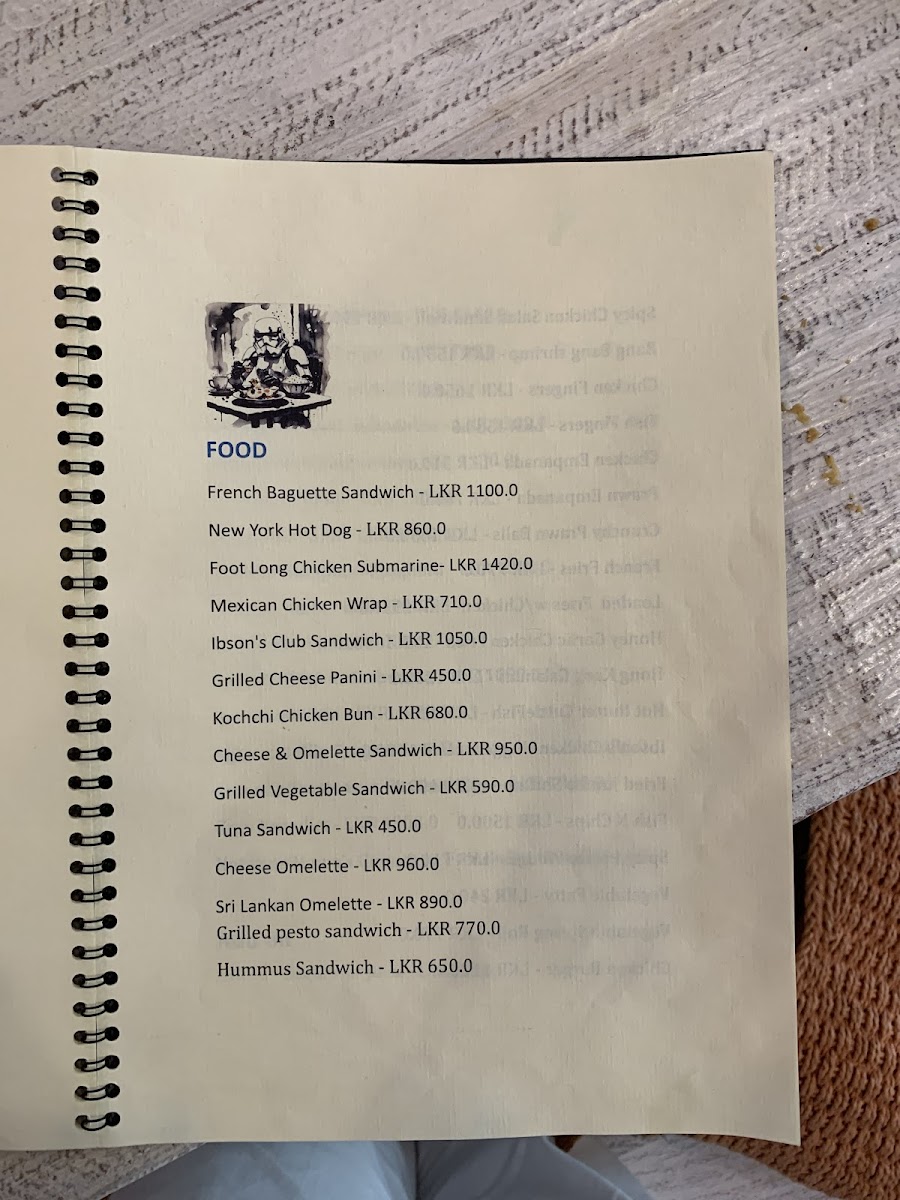 FOOD
French Baguette Sandwich - LKR 1100.0
New York Hot Dog - LKR 860.0
Foot Long Chicken Submarine- LKR 1420.0
Mexican Chicken Wrap - LKR 710.0
Ibson's Club Sandwich - LKR 1050.0
Grilled Cheese Panini - LKR 450.0
Kochchi Chicken Bun - LKR 680.0
Cheese & Omelette Sandwich - LKR 950.0
Grilled Vegetable Sandwich - LKR 590.0
Tuna Sandwich - LKR 450.0
Cheese Omelette - LKR 960.0
Sri Lankan Omelette - LKR 890.0
Grilled pesto sandwich - LKR 770.0
Hummus Sandwich - LKR 650.0